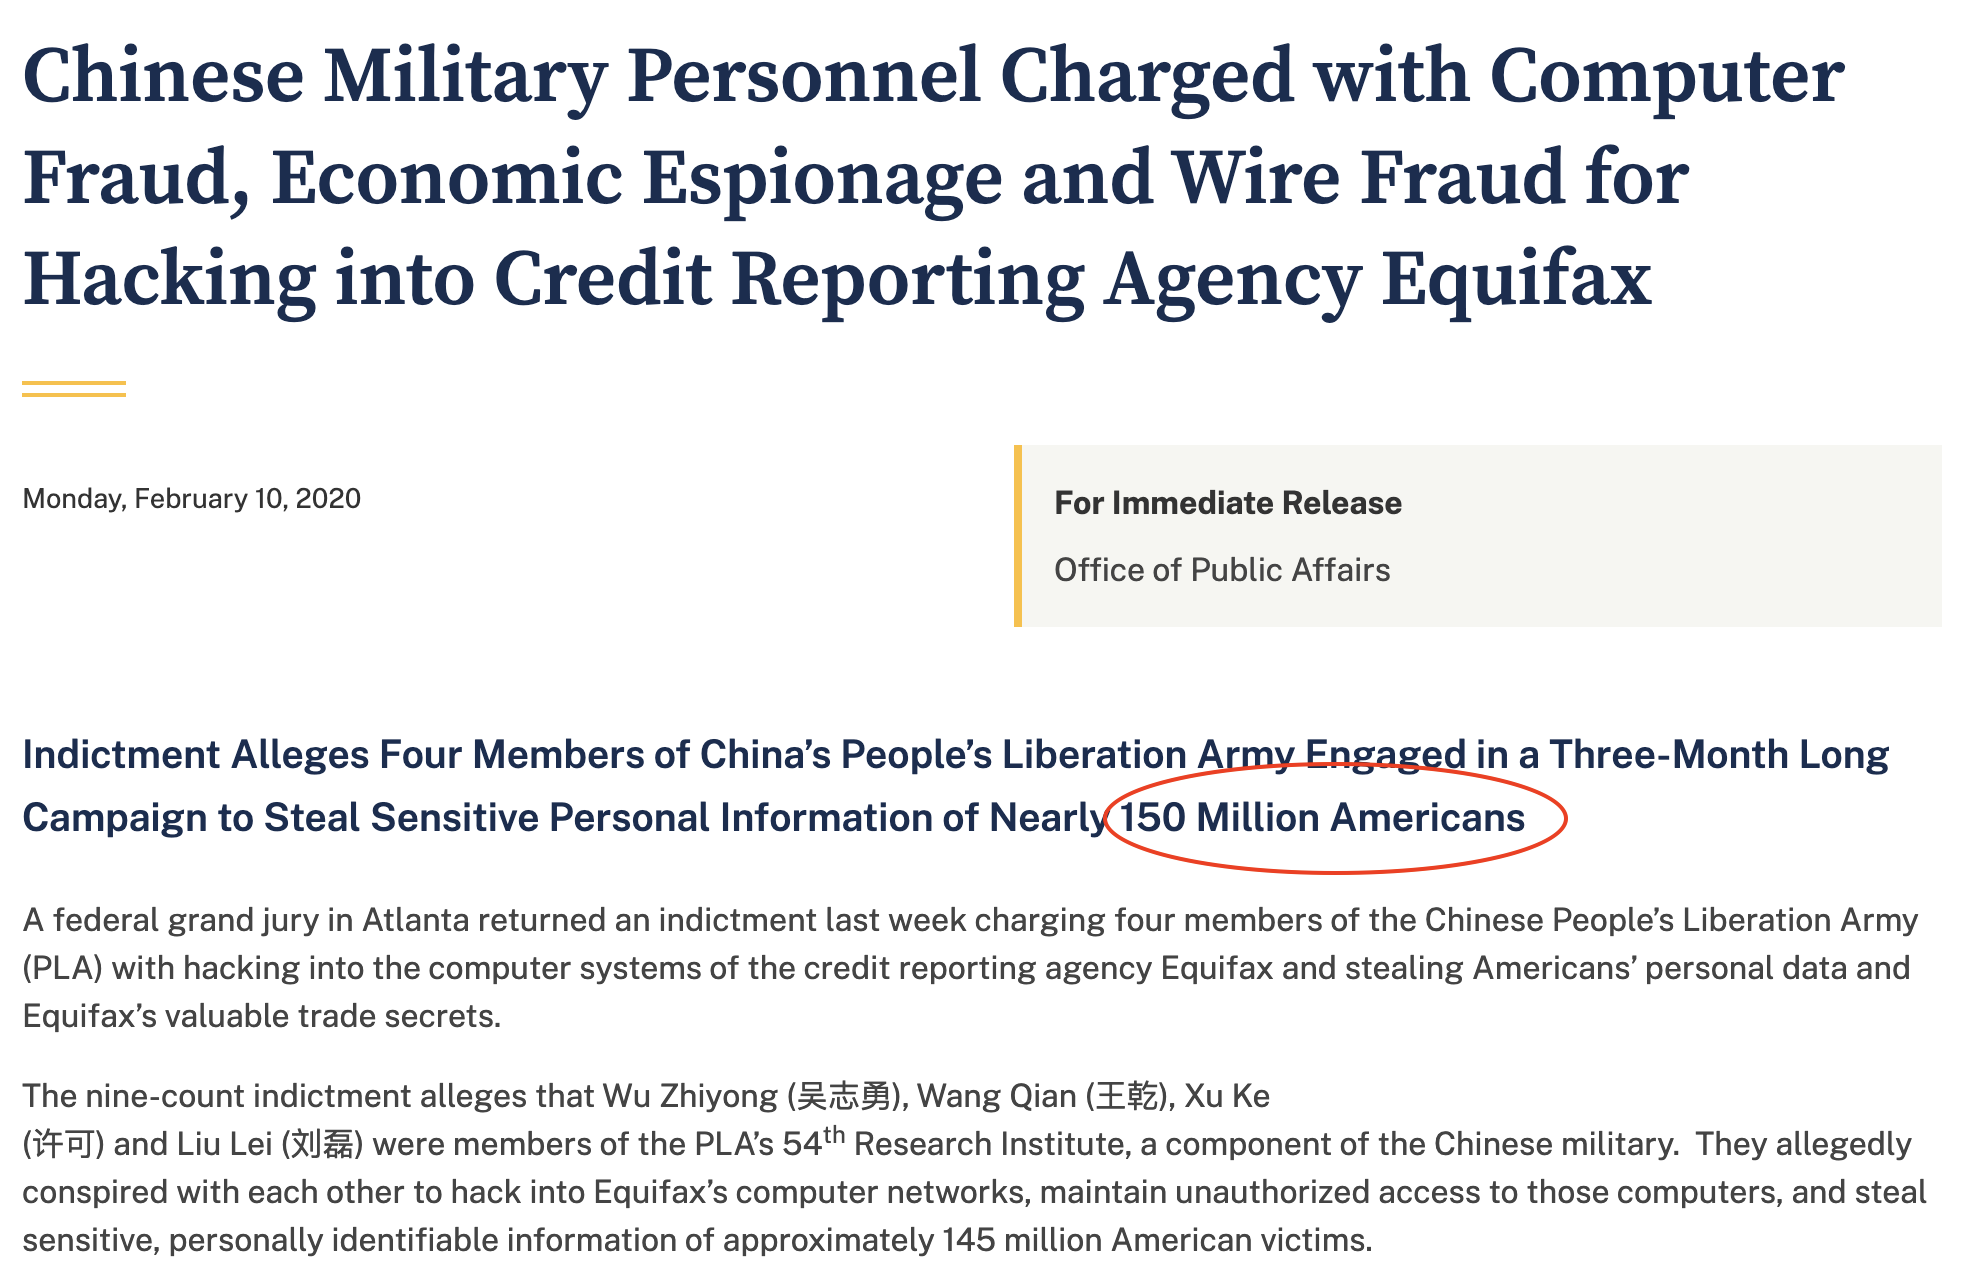 Chinese Military Personnel Charged with Computer
Fraud, Economic Espionage and Wire Fraud for
Hacking into Credit Reporting Agency Equifax
Monday, February 10, 2020
For Immediate Release
Office of Public Affairs
Indictment Alleges Four Members of China’s People’s Liberation Army Engaged in a Three-Month Long
Campaign to Steal Sensitive Personal Information of Nearly 150 Million Americans
A federal grand jury in Atlanta returned an indictment last week charging four members of the Chinese People’s Liberation Army
(PLA) with hacking into the computer systems of the credit reporting agency Equifax and stealing Americans’ personal data and
Equifax’s valuable trade secrets.
The nine-count indictment alleges that Wu Zhiyong (吴志勇), Wang Qian (王乾), Xu Ke
(许可) and Liu Lei (刘磊) were members of the PLA’s 54th Research Institute, a component of the Chinese military.  They allegedly
conspired with each other to hack into Equifax’s computer networks, maintain unauthorized access to those computers, and steal
sensitive, personally identifiable information of approximately 145 million American victims.